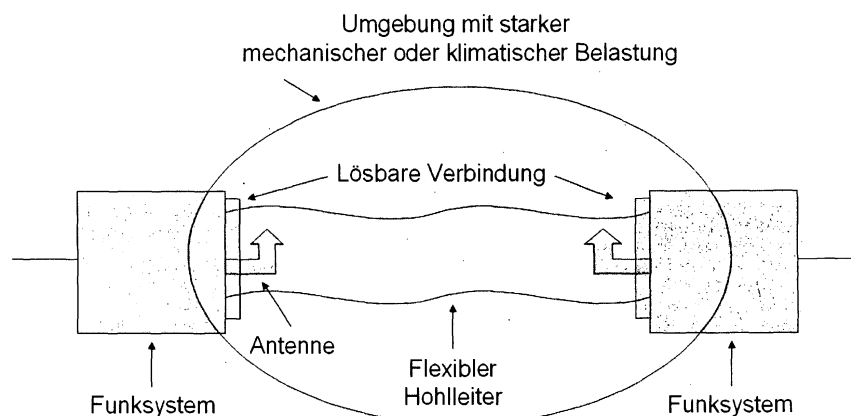 Umgebung mit starker
mechanischer oder klimatischer Belastung
Lösbare Verbindung
Antenne
Flexibler
Hohlleiter
Funksystem
Funksystem